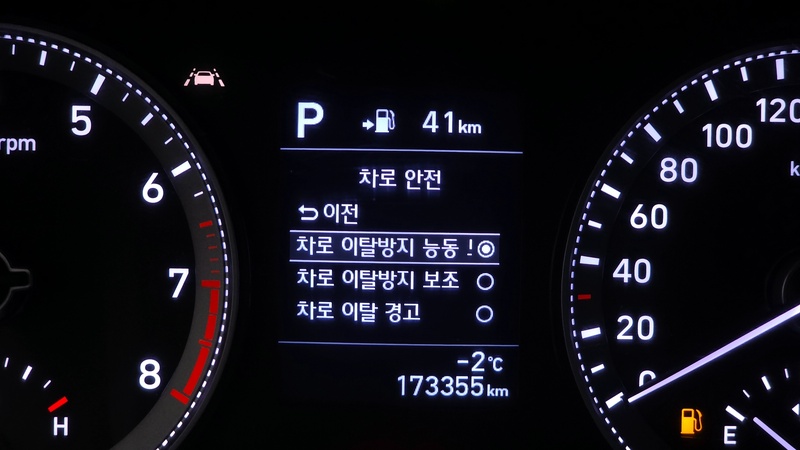 P 41km
차로 안전
이전
차로 이탈방지 능동
차로 이탈방지 보조
차로 이탈 경고
-2℃
173355km
rpm
5
6
7
8
H
0
20
40
60
80
100
120
E